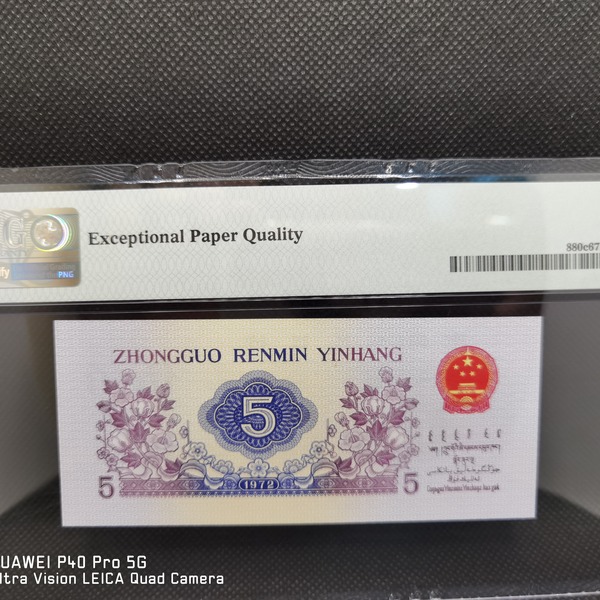 Exceptional Paper Quality
880c67
PNG
ZHONGGUO RENMIN YINHANG
5
5
1972
5
UAWEI P40 Pro 5G
ltra Vision LEICA Quad Camera